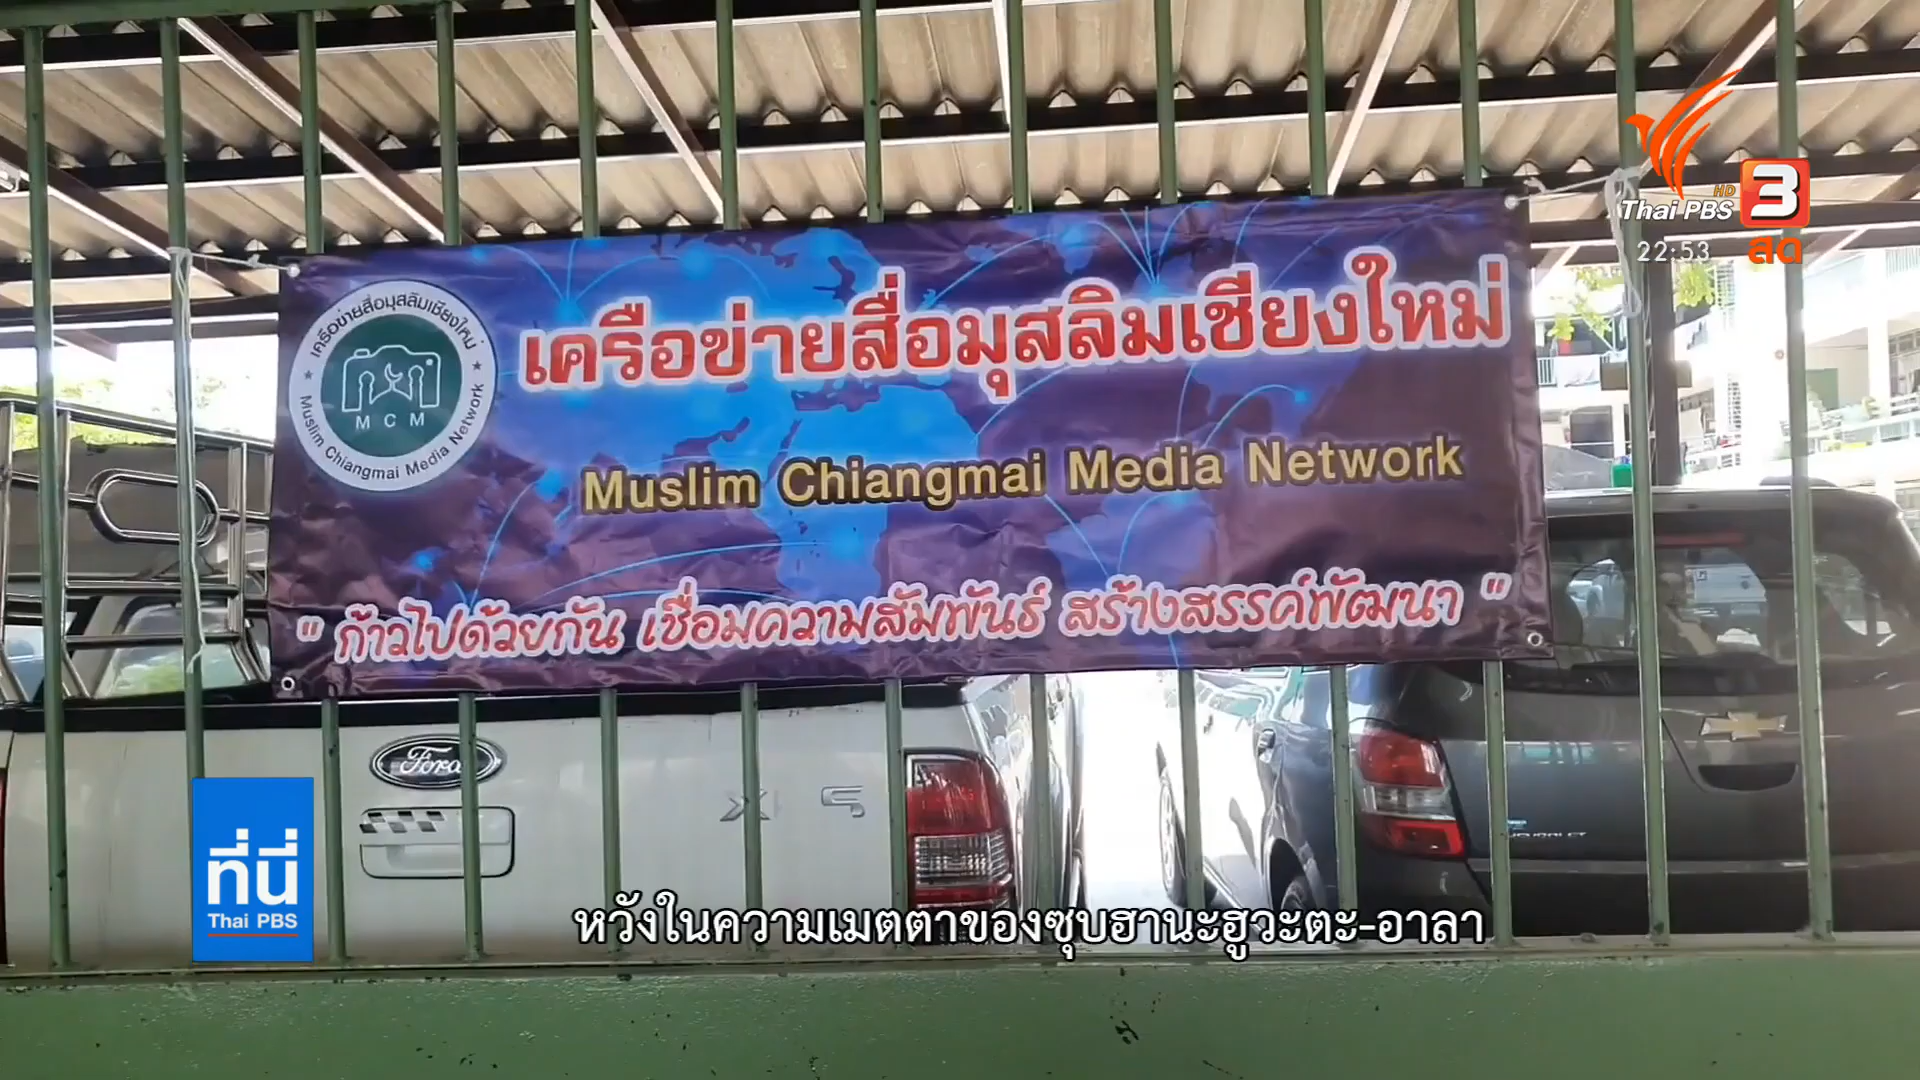 Thai PBS
HD
3
22:53
สด
เครือข่ายสื่อมุสลิมเชียงใหม่
MCM
Muslim Chiangmai Media Network
เครือข่ายสื่อมุสลิมเชียงใหม่
Muslim Chiangmai Media Network
" ก้าวไปด้วยกัน เชื่อมความสัมพันธ์ สร้างสรรค์พัฒนา "
Ford
CHEVROLET
ที่นี่
Thai PBS
หวังในความเมตตาของซุบฮานะฮูวะตะ-อาลา